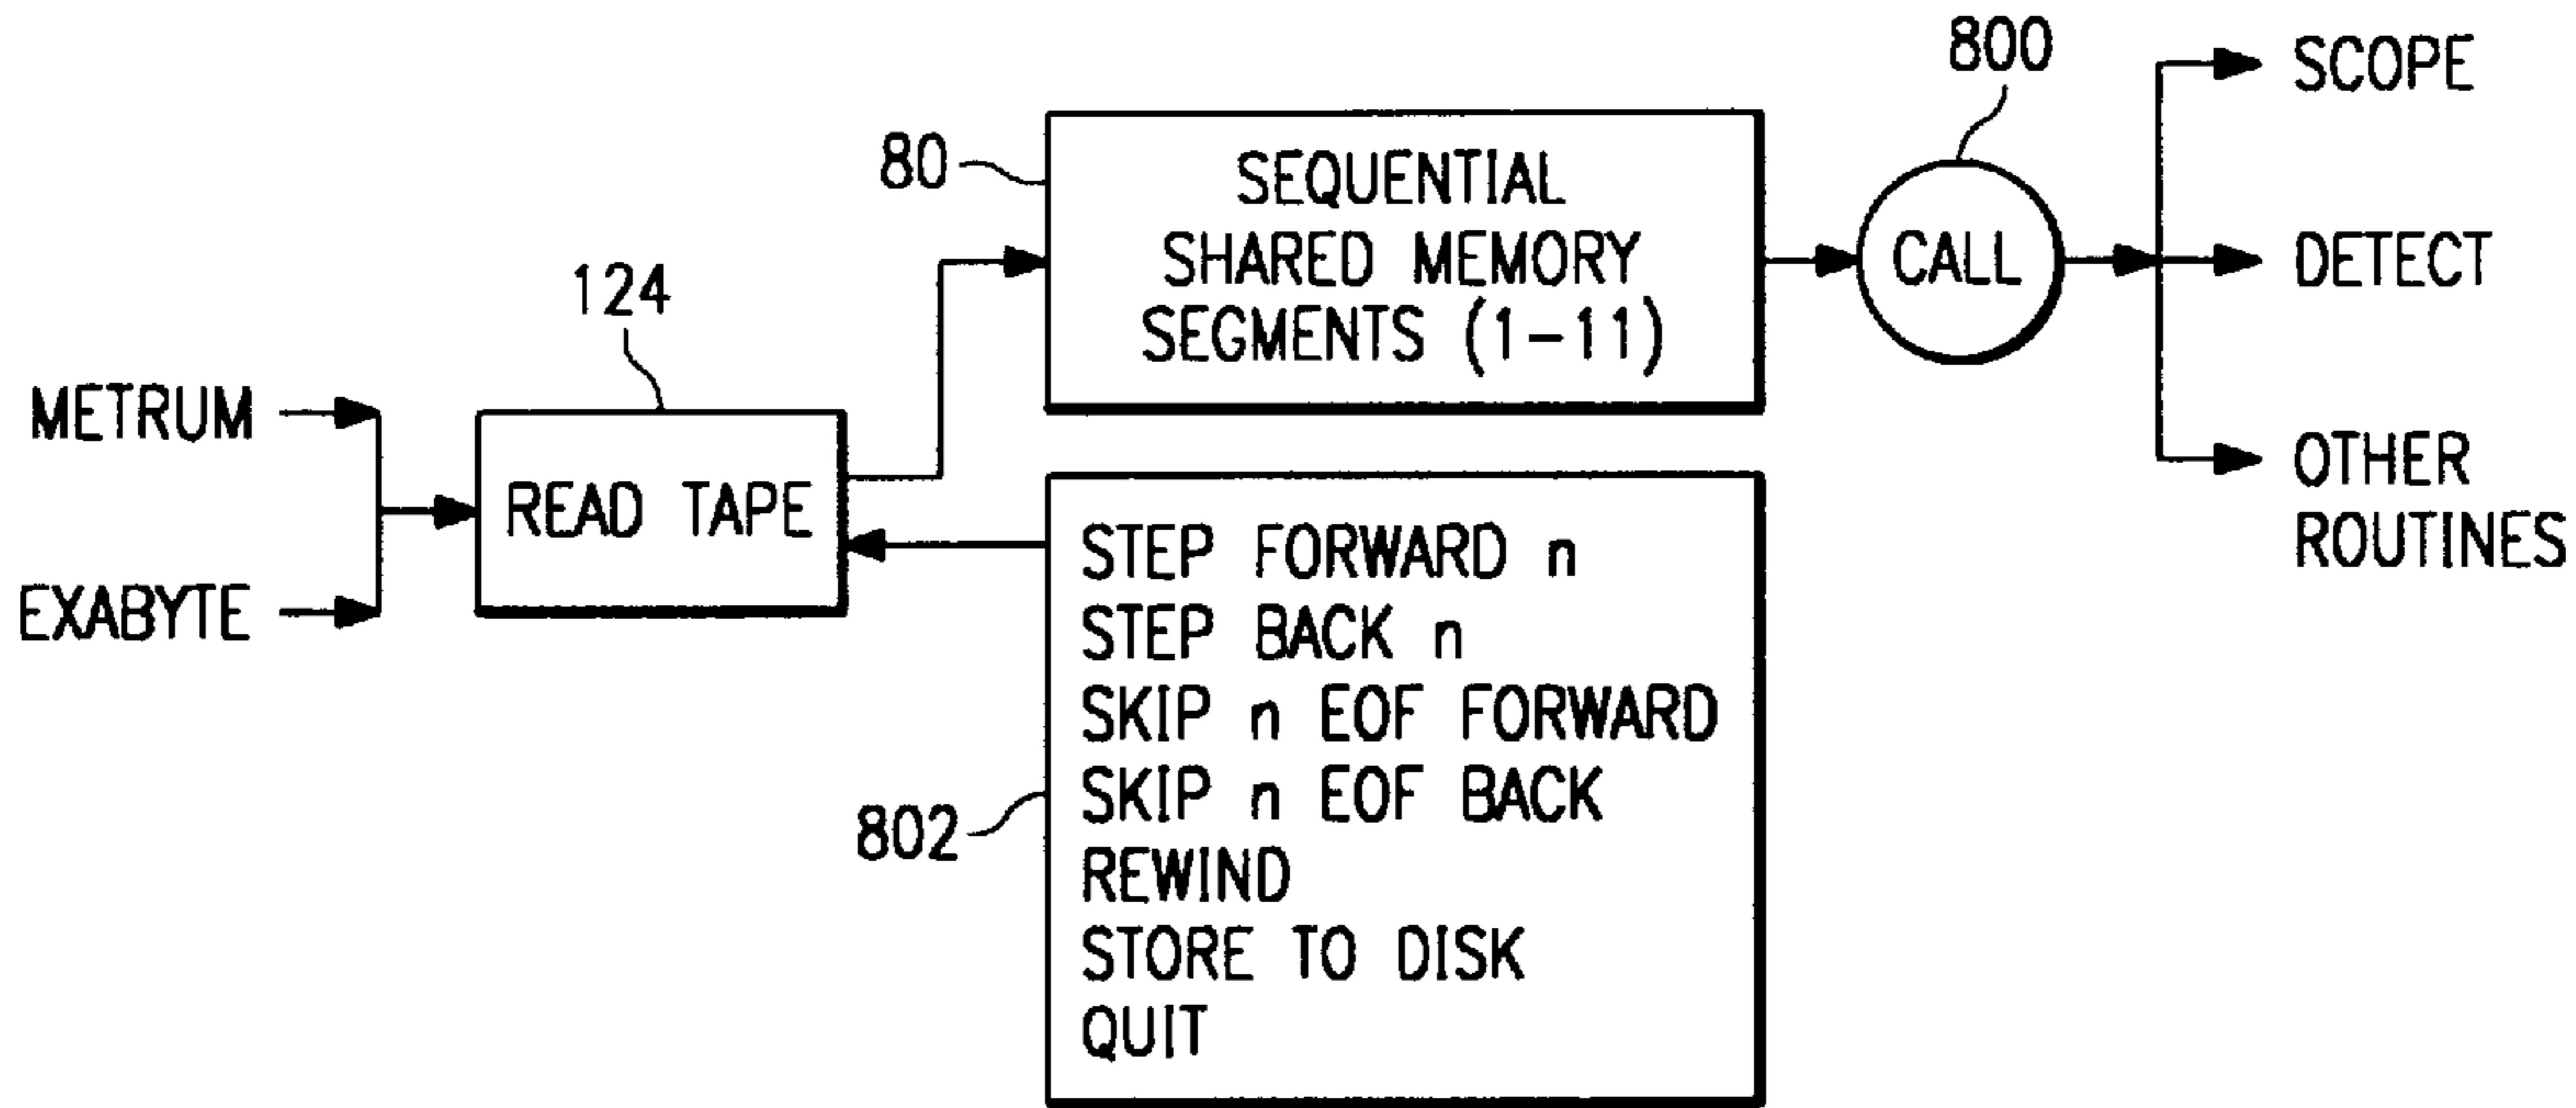 800
SCOPE
80
SEQUENTIAL
SHARED MEMORY
SEGMENTS (1-11)
CALL
DETECT
124
METRUM
READ TAPE
EXABYTE
OTHER
ROUTINES
STEP FORWARD n
STEP BACK n
SKIP n EOF FORWARD
SKIP n EOF BACK
802
REWIND
STORE TO DISK
QUIT